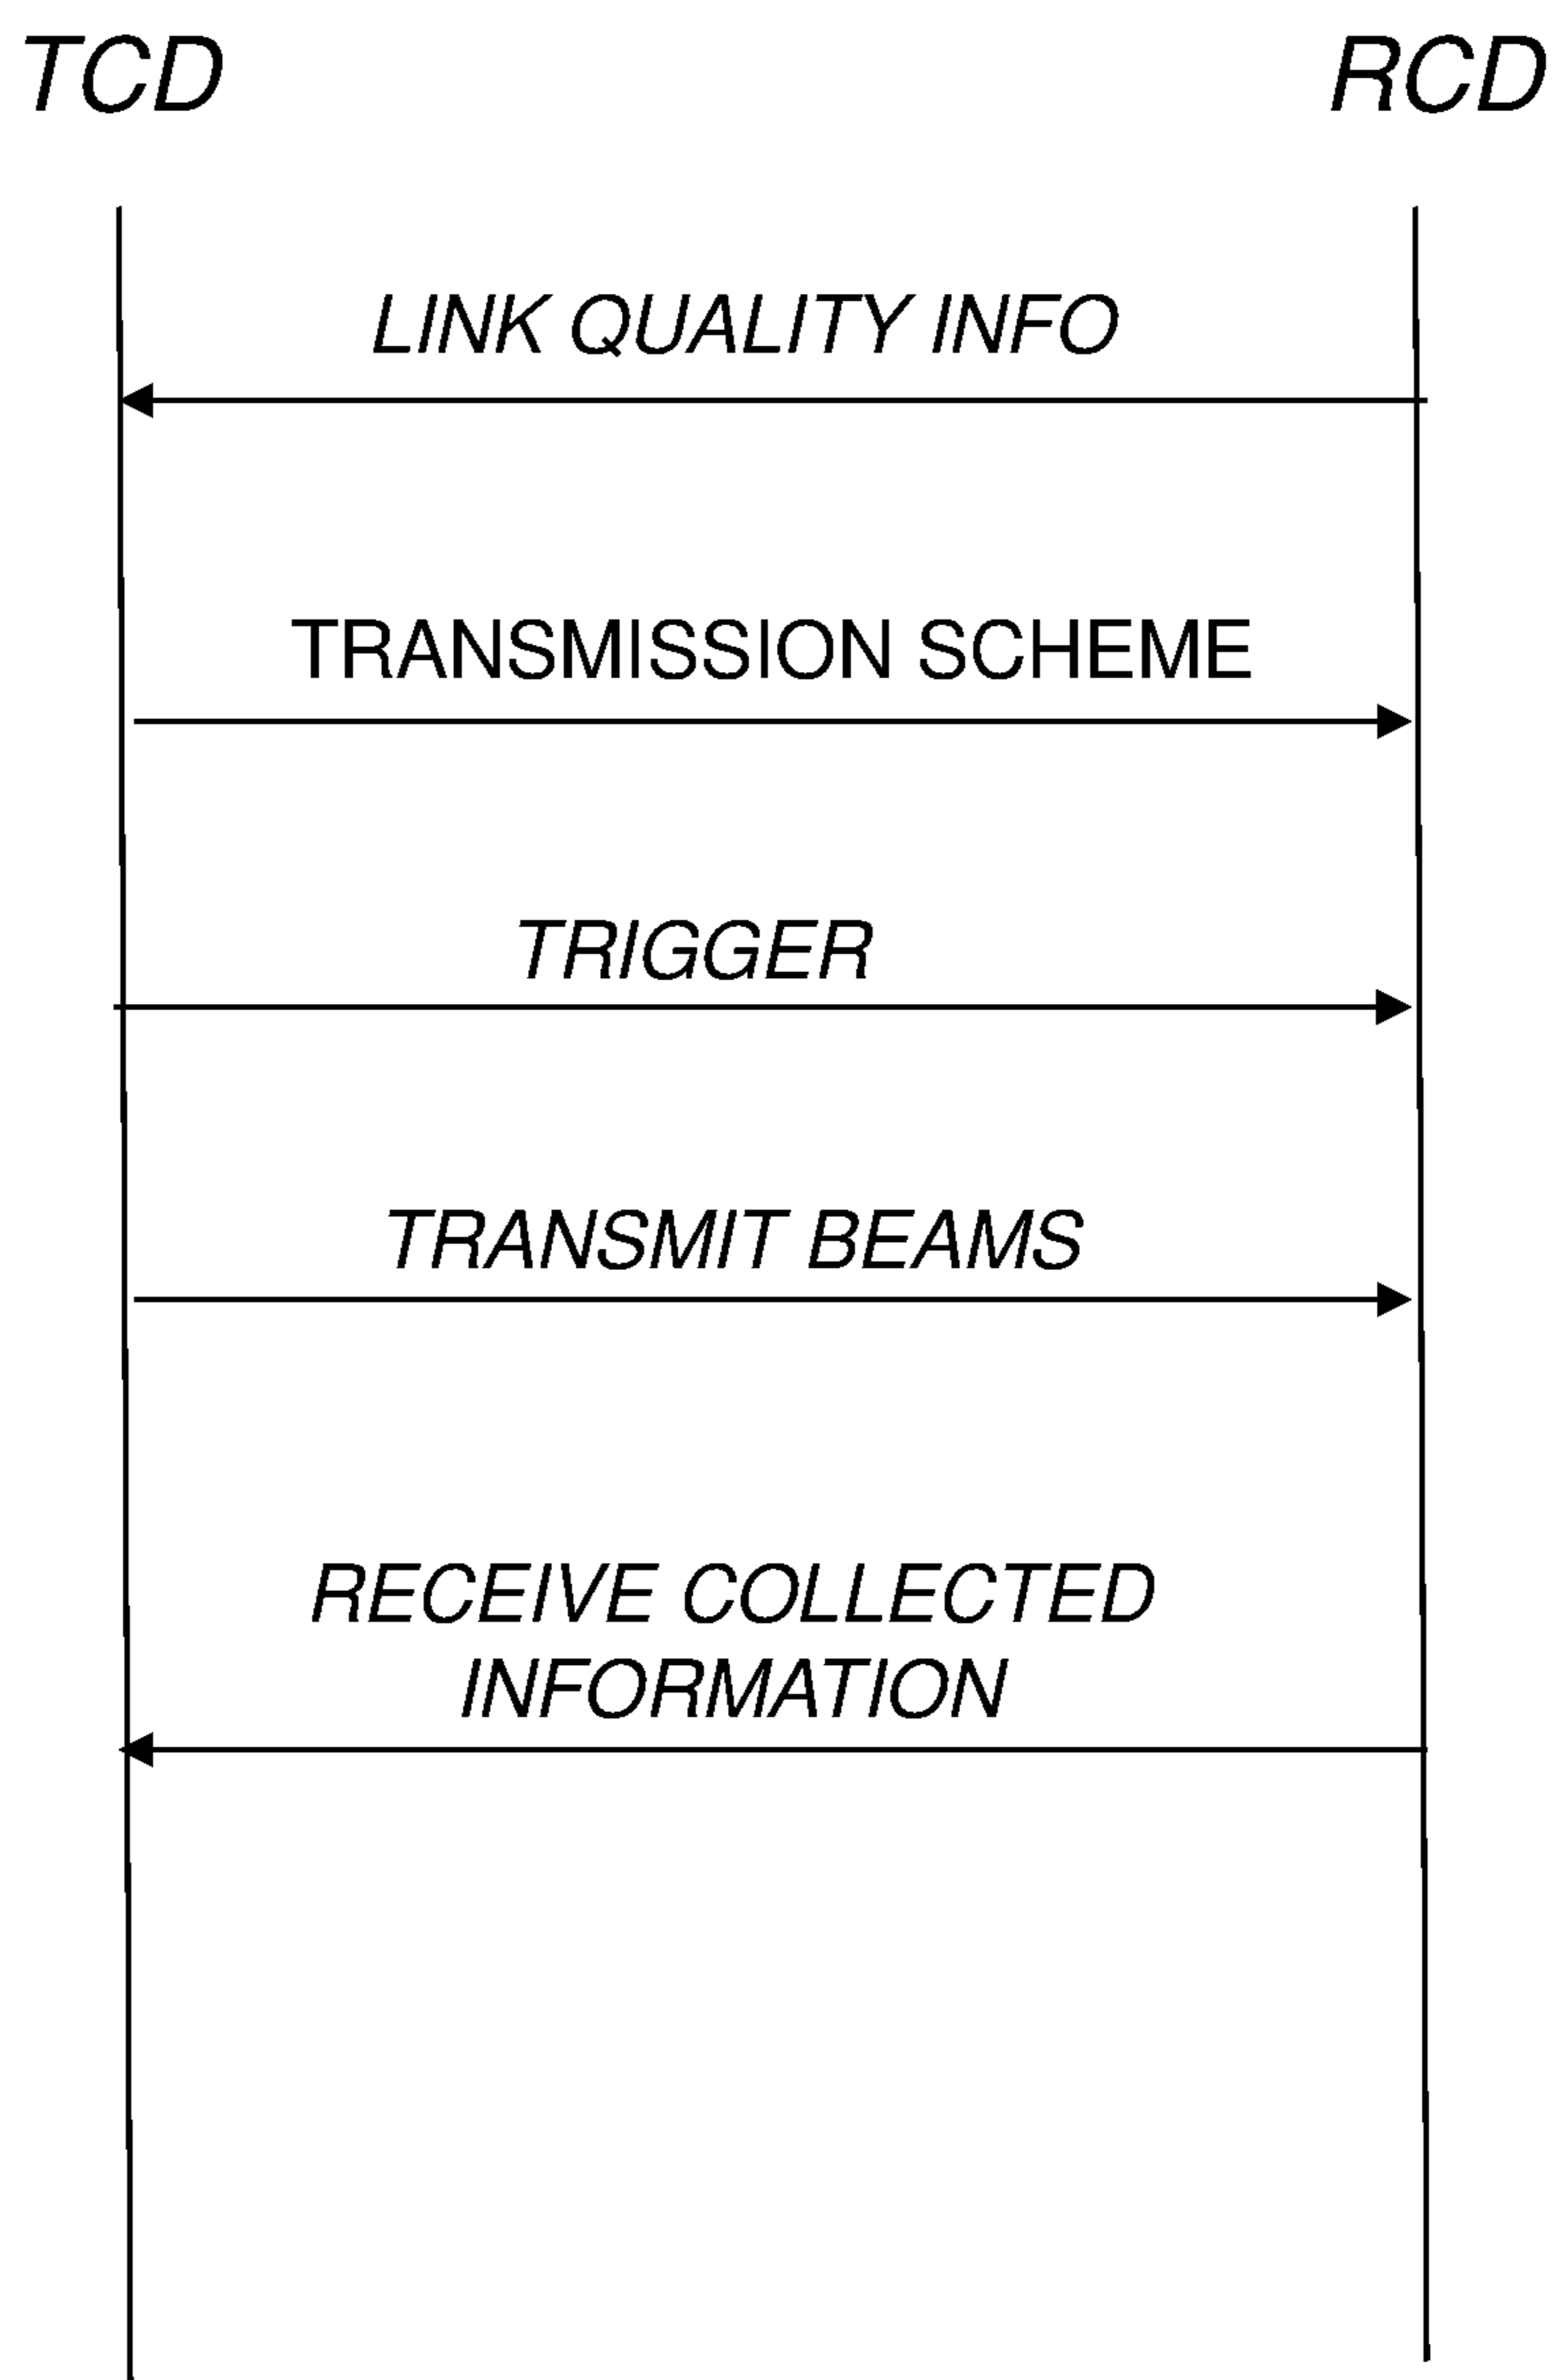 TCD RCD
LINK QUALITY INFO
TRANSMISSION SCHEME
TRIGGER
TRANSMIT BEAMS
RECEIVE COLLECTED
INFORMATION